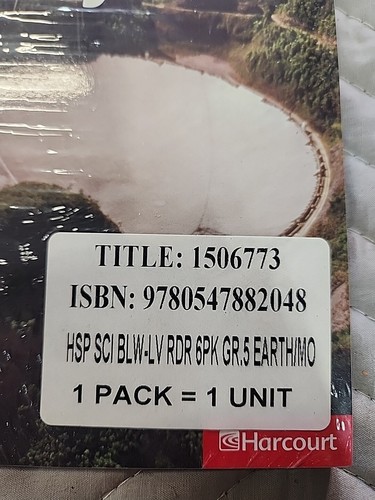 TITLE: 1506773
ISBN: 9780547882048
HSP SCI BLW-LV RDR 6PK GR.5 EARTH/MO
1 PACK = 1 UNIT
Harcourt